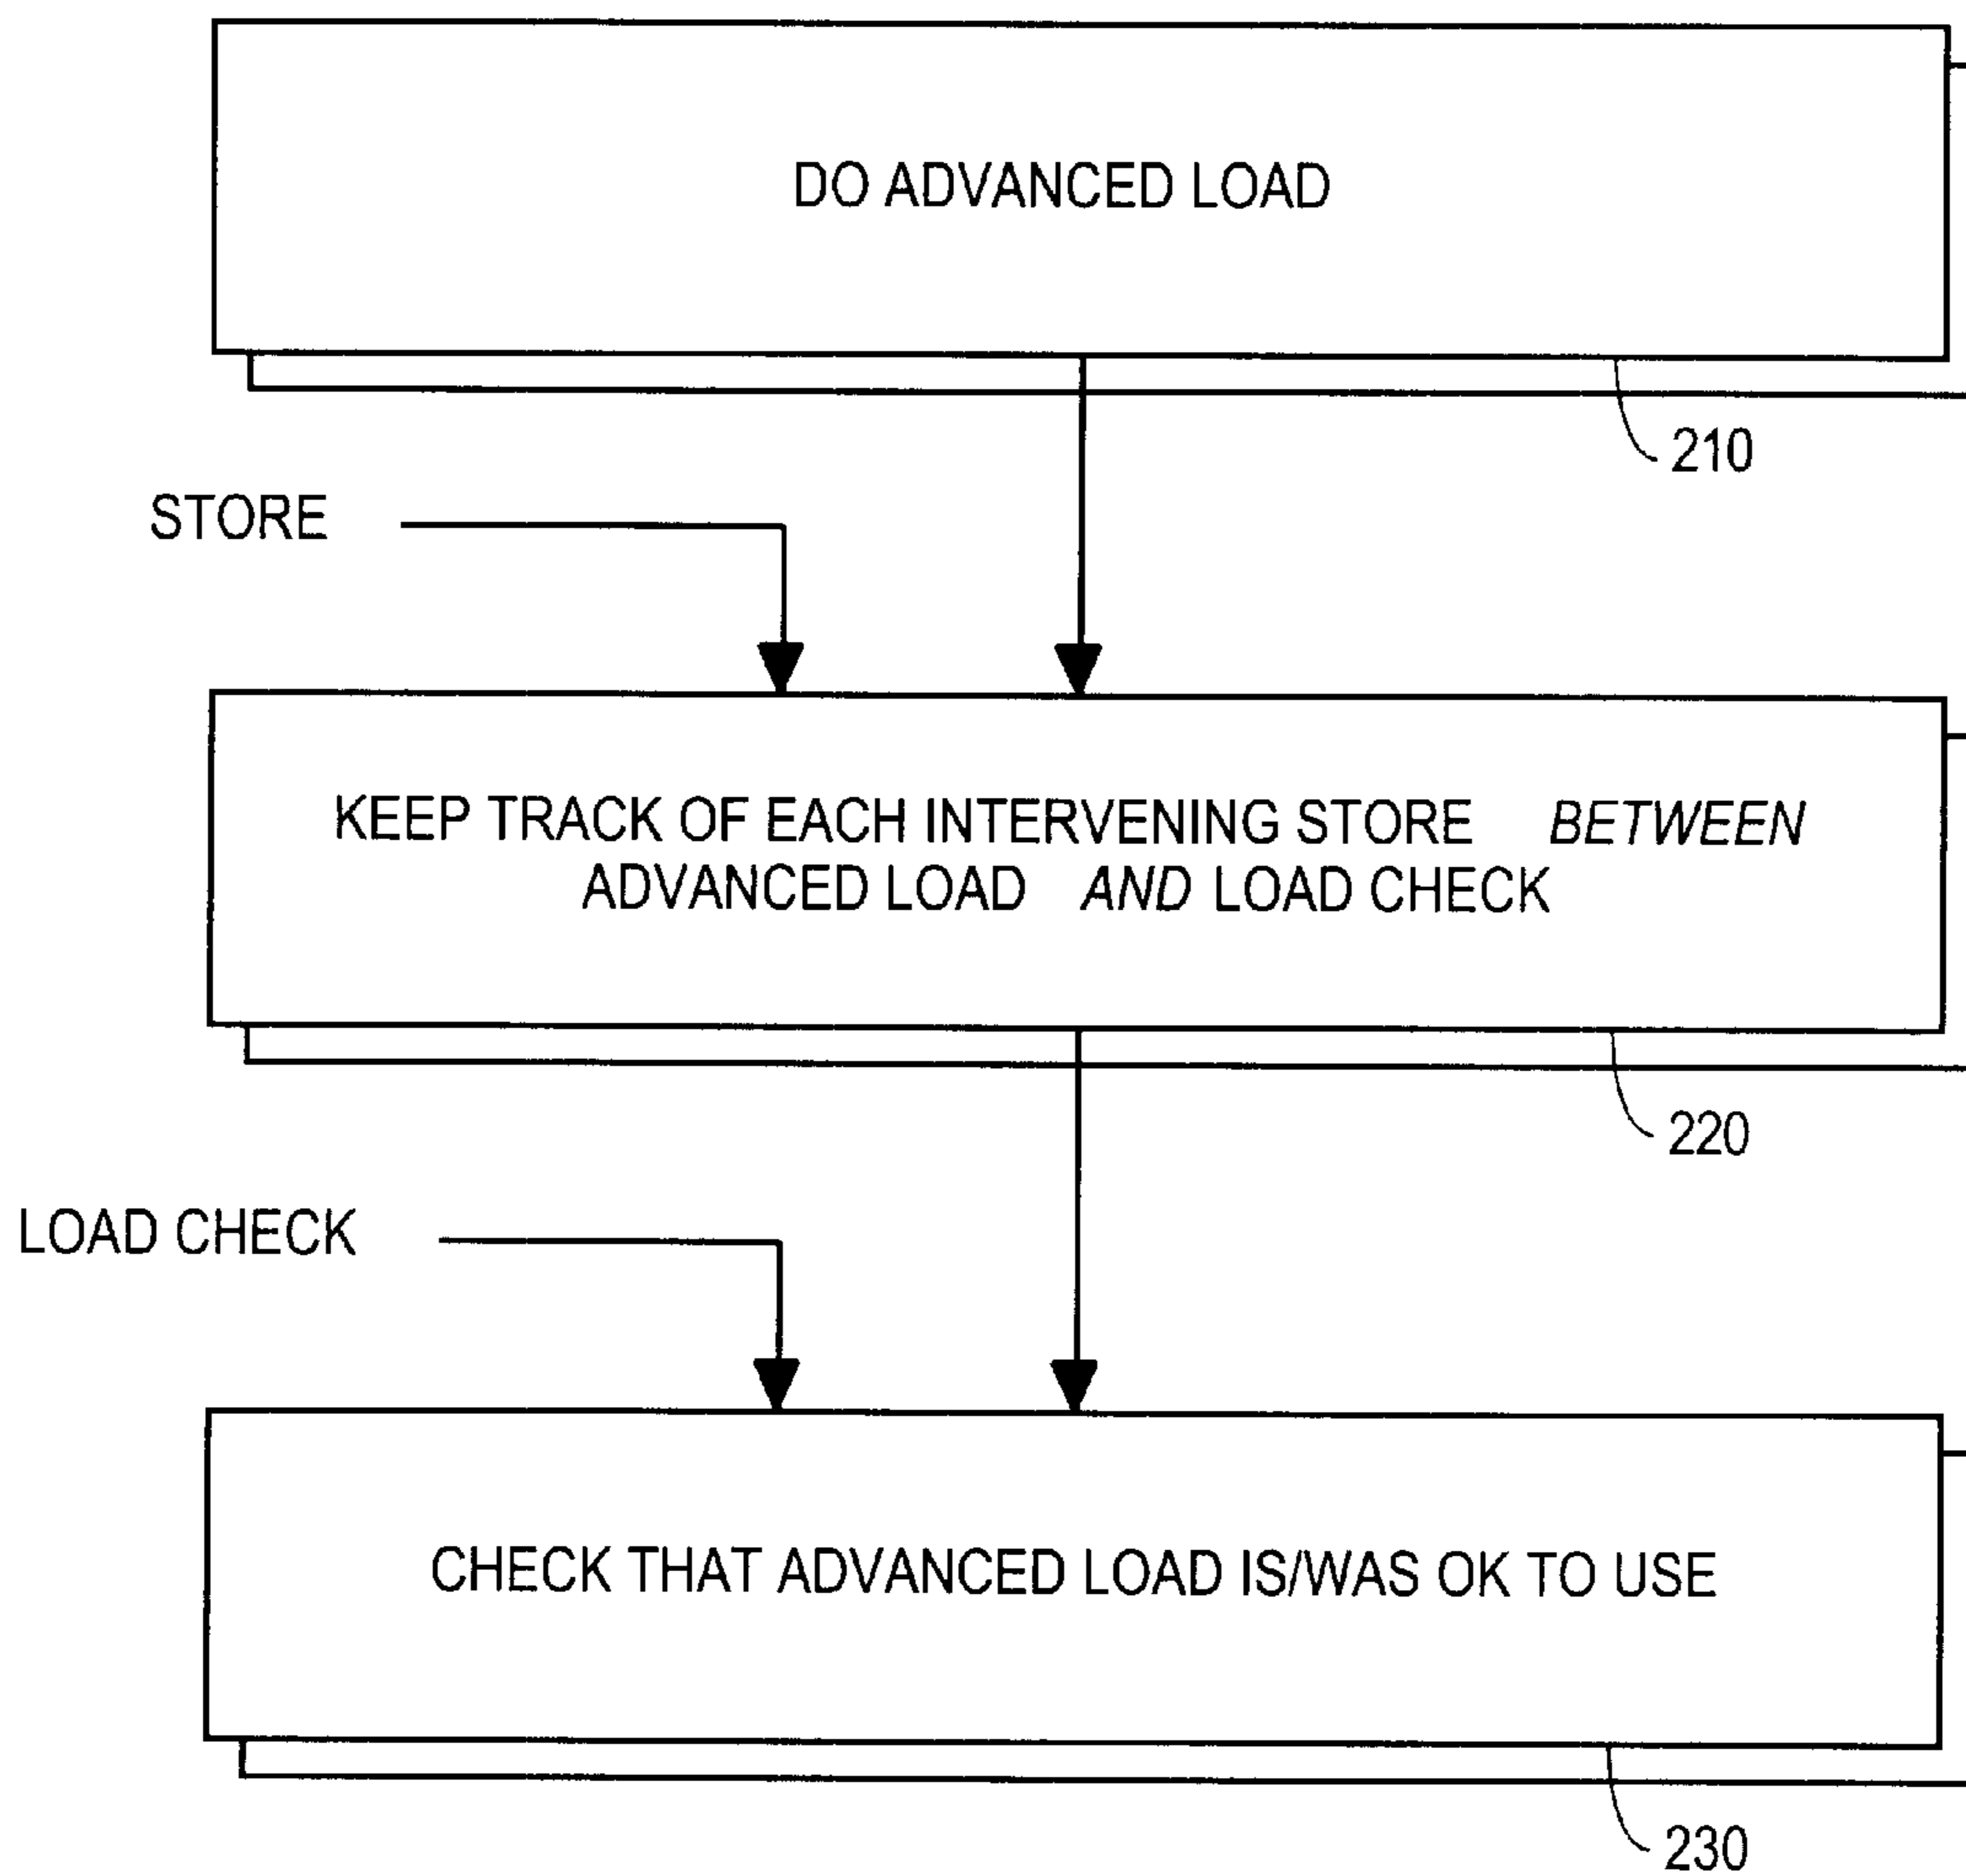 DO ADVANCED LOAD
210
STORE
KEEP TRACK OF EACH INTERVENING STORE BETWEEN
ADVANCED LOAD AND LOAD CHECK
220
LOAD CHECK
CHECK THAT ADVANCED LOAD IS/WAS OK TO USE
230